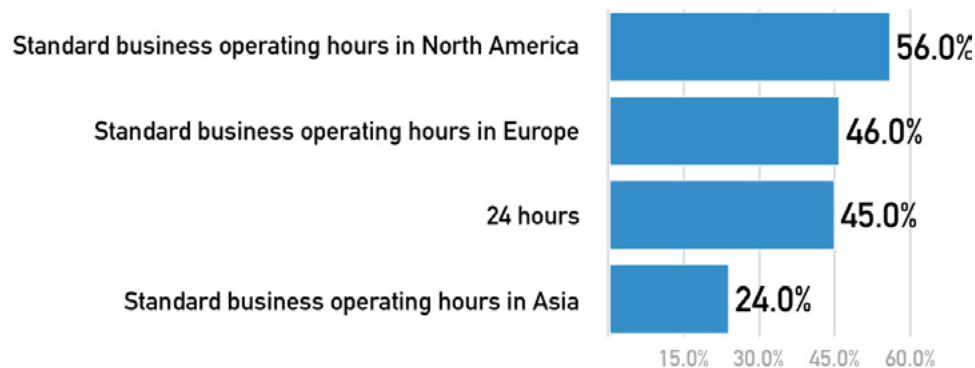 Standard business operating hours in North America
56.0%
Standard business operating hours in Europe
46.0%
24 hours
45.0%
Standard business operating hours in Asia
24.0%
15.0% 30.0% 45.0% 60.0%